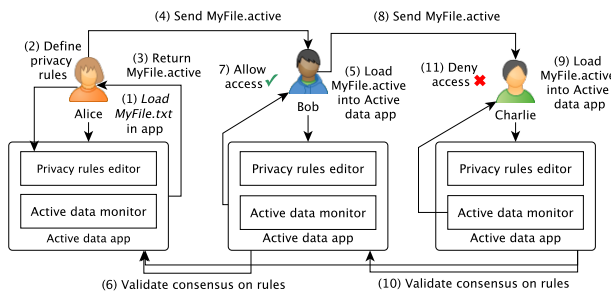 (4) Send MyFile.active
(8) Send MyFile.active
(2) Define
privacy
rules
(3) Return
MyFile.active
(1) Load
MyFile.txt
in app
Alice
7) Allow
access
Bob
(5) Load
MyFile.active
into Active
data app
(11) Deny
access
Charlie
(9) Load
MyFile.active
into Active
data app
Privacy rules editor
Active data monitor
Active data app
Privacy rules editor
Active data monitor
Active data app
Privacy rules editor
Active data monitor
Active data app
(6) Validate consensus on rules
(10) Validate consensus on rules